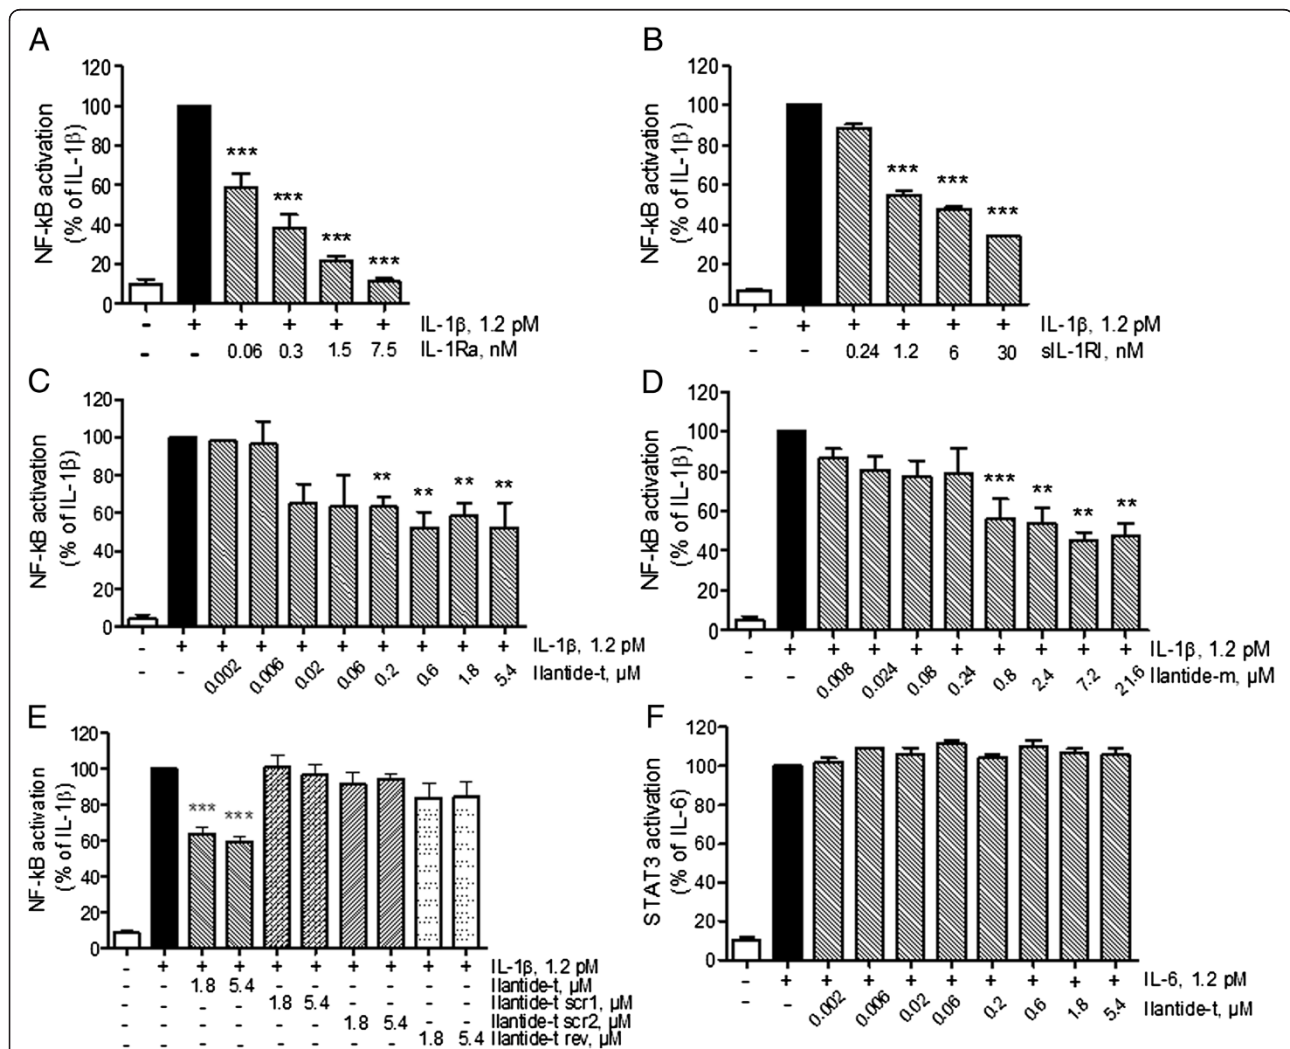 A
NF-kB activation
(% of IL-1β)
120
100
80
60
40
20
0
***
***
***
***
- + + + + + IL-1β, 1.2 pM
- - 0.06 0.3 1.5 7.5 IL-1Ra, nM
B
NF-kB activation
(% of IL-1β)
120
100
80
60
40
20
0
***
***
***
- + + + + + IL-1β, 1.2 pM
- - 0.24 1.2 6 30 sIL-1RI, nM
C
NF-kB activation
(% of IL-1β)
120
100
80
60
40
20
0
** ** ** **
- + + + + + + + + + IL-1β, 1.2 pM
- - 0.002 0.006 0.02 0.06 0.2 0.6 1.8 5.4 Ilantide-t, µM
D
NF-kB activation
(% of IL-1β)
120
100
80
60
40
20
0
*** ** ** **
- + + + + + + + + + IL-1β, 1.2 pM
- - 0.008 0.024 0.08 0.24 0.8 2.4 7.2 21.6 Ilantide-m, µM
E
NF-kB activation
(% of IL-1β)
120
100
80
60
40
20
0
*** ***
- + + + + + + + + + IL-1β, 1.2 pM
- - 1.8 5.4 - - - - - - Ilantide-t, µM
- - - - 1.8 5.4 - - - - Ilantide-t scr1, µM
- - - - - - 1.8 5.4 - - Ilantide-t scr2, µM
- - - - - - - - 1.8 5.4 Ilantide-t rev, µM
F
STAT3 activation
(% of IL-6)
120
100
80
60
40
20
0
- + + + + + + + + + IL-6, 1.2 pM
- - 0.002 0.006 0.02 0.06 0.2 0.6 1.8 5.4 Ilantide-t, µM